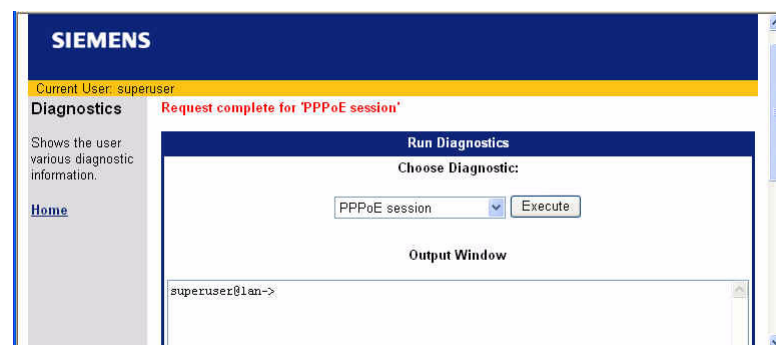 SIEMENS
Current User: superuser
Diagnostics
Request complete for 'PPPoE session'
Shows the user
various diagnostic
information.
Home
Run Diagnostics
Choose Diagnostic:
PPPoE session
Execute
Output Window
superuser@lan->